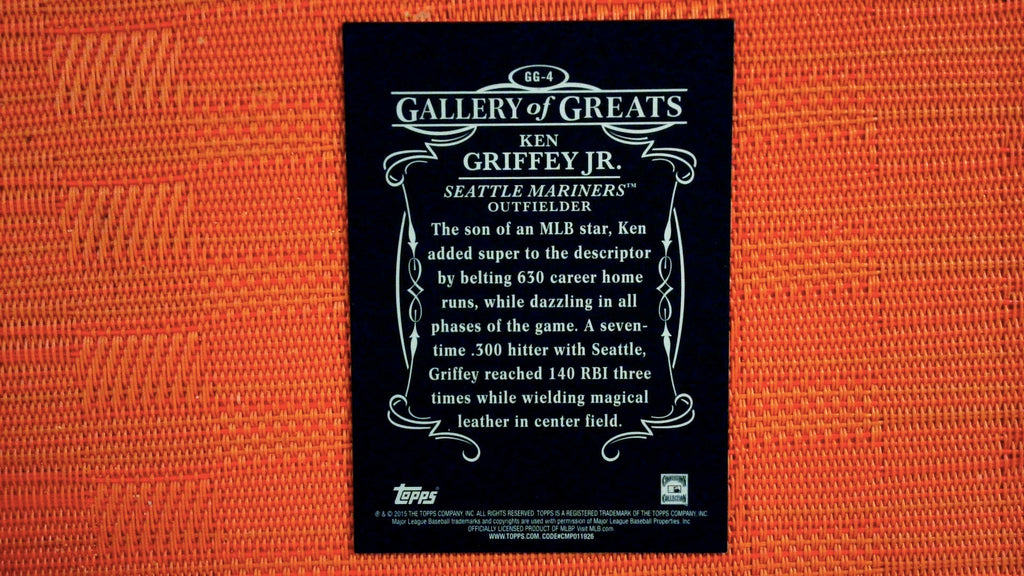 GG-4
GALLERY of GREATS
KEN
GRIFFEY JR.
SEATTLE MARINERS™
OUTFIELDER
The son of an MLB star, Ken
added super to the descriptor
by belting 630 career home
runs, while dazzling in all
phases of the game. A seven-
time .300 hitter with Seattle,
Griffey reached 140 RBI three
times while wielding magical
leather in center field.
Topps®
COOPERSTOWN
COLLECTION
® & © 2015 THE TOPPS COMPANY, INC. ALL RIGHTS RESERVED. TOPPS IS A REGISTERED TRADEMARK OF THE TOPPS COMPANY, INC.
Major League Baseball trademarks and copyrights are used with permission of Major League Baseball Properties, Inc.
OFFICIALLY LICENSED PRODUCT OF MLBP Visit MLB.com
WWW.TOPPS.COM. CODE#CMP011926